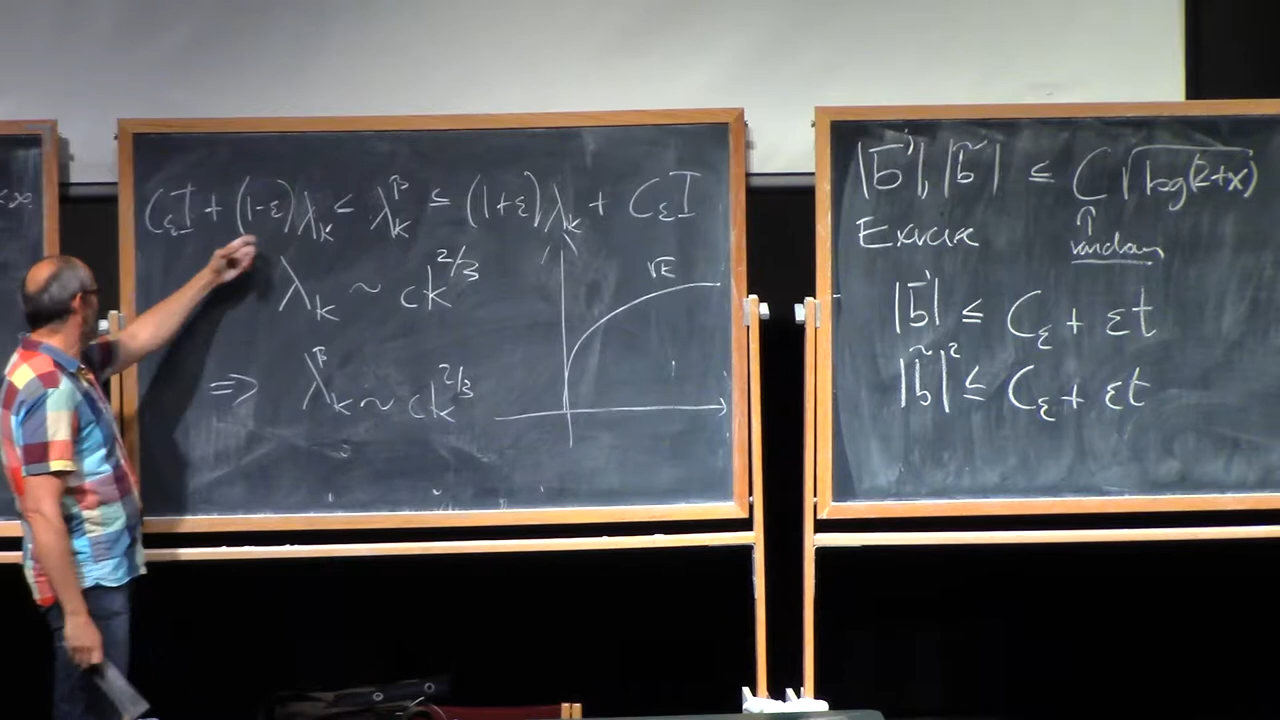 C_ε I + (1-ε)λ_k ≤ λ_k^β ≤ (1+ε)λ_k + C_ε I
λ_k ~ ck^{2/3}
√E
⇒ λ_k^β ~ ck^{2/3}
|b̄'|, |b̃| ≤ C√log(2+x)
Exercise
↑
random
|b̄'| ≤ C_ε + εt
|b̃|² ≤ C_ε + εt